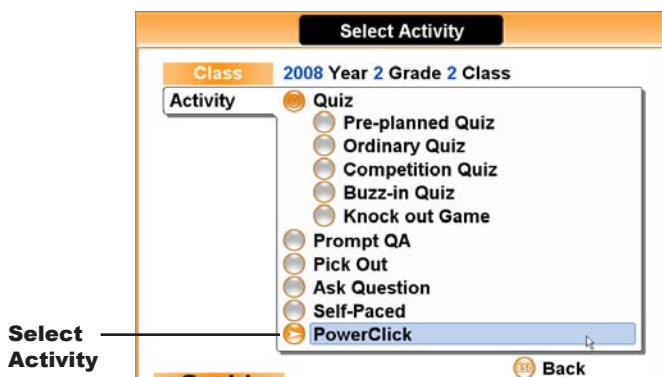 Select Activity
Class 2008 Year 2 Grade 2 Class
Activity
Quiz
Pre-planned Quiz
Ordinary Quiz
Competition Quiz
Buzz-in Quiz
Knock out Game
Prompt QA
Pick Out
Ask Question
Self-Paced
PowerClick
Select
Activity
Back